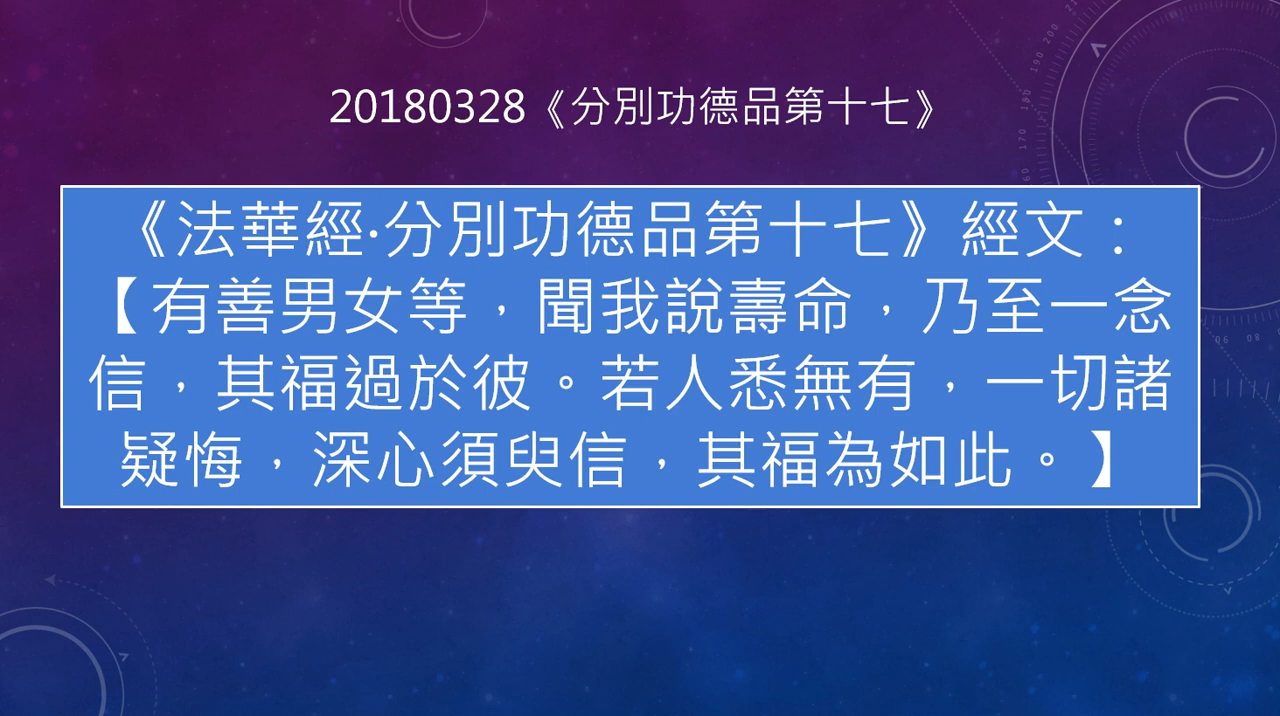 20180328《分別功德品第十七》
《法華經‧分別功德品第十七》經文：
【有善男女等，聞我說壽命，乃至一念
信，其福過於彼。若人悉無有，一切諸
疑悔，深心須臾信，其福為如此。】